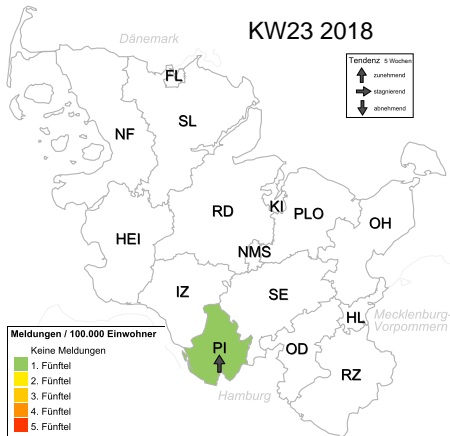 KW23 2018
Dänemark
Tendenz 5 Wochen
zunehmend
stagnierend
abnehmend
FL
SL
NF
RD
KI
PLO
OH
HEI
NMS
IZ
SE
HL
Mecklenburg-
Vorpommern
PI
OD
RZ
Hamburg
Meldungen / 100.000 Einwohner
Keine Meldungen
1. Fünftel
2. Fünftel
3. Fünftel
4. Fünftel
5. Fünftel